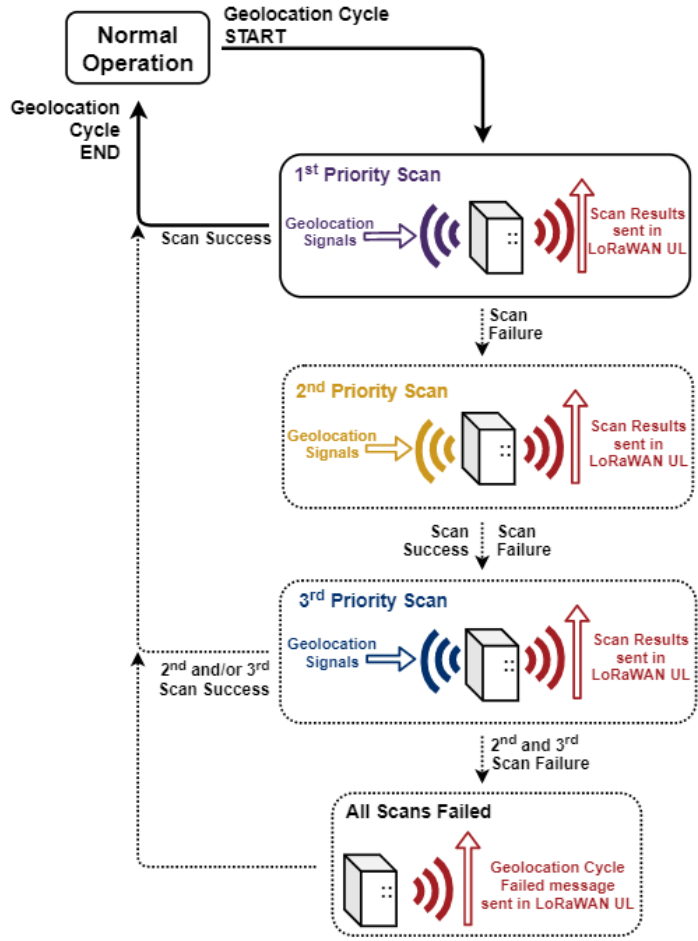 Normal
Operation
Geolocation Cycle
START
Geolocation
Cycle
END
1st Priority Scan
Geolocation
Signals
Scan Results
sent in
LoRaWAN UL
Scan Success
Scan
Failure
2nd Priority Scan
Geolocation
Signals
Scan Results
sent in
LoRaWAN UL
Scan
Success
Scan
Failure
3rd Priority Scan
Geolocation
Signals
Scan Results
sent in
LoRaWAN UL
2nd and/or 3rd
Scan Success
2nd and 3rd
Scan Failure
All Scans Failed
Geolocation Cycle
Failed message
sent in LoRaWAN UL